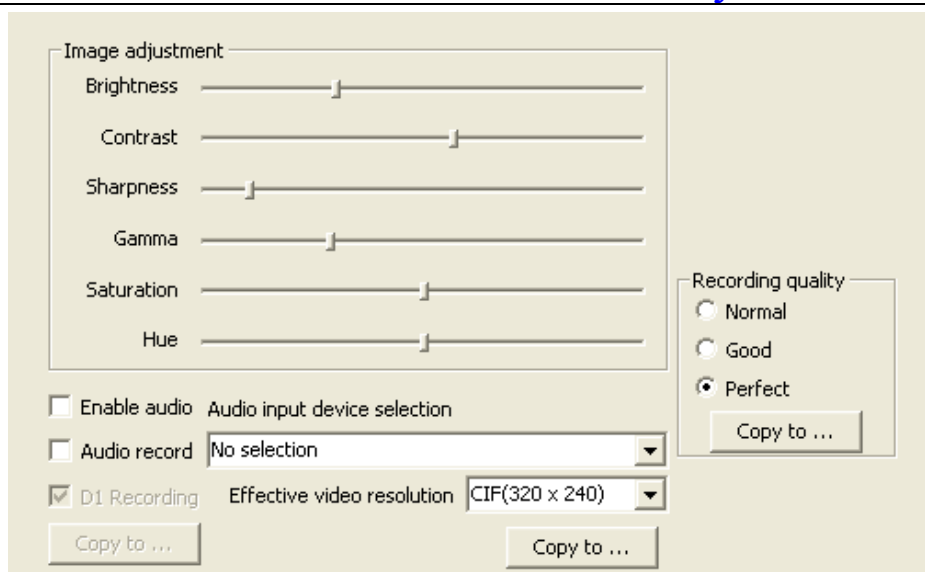 Image adjustment
Brightness
Contrast
Sharpness
Gamma
Saturation
Hue
Recording quality
Normal
Good
Perfect
Copy to ...
Enable audio Audio input device selection
Audio record No selection
D1 Recording Effective video resolution CIF(320 x 240)
Copy to ... Copy to ...